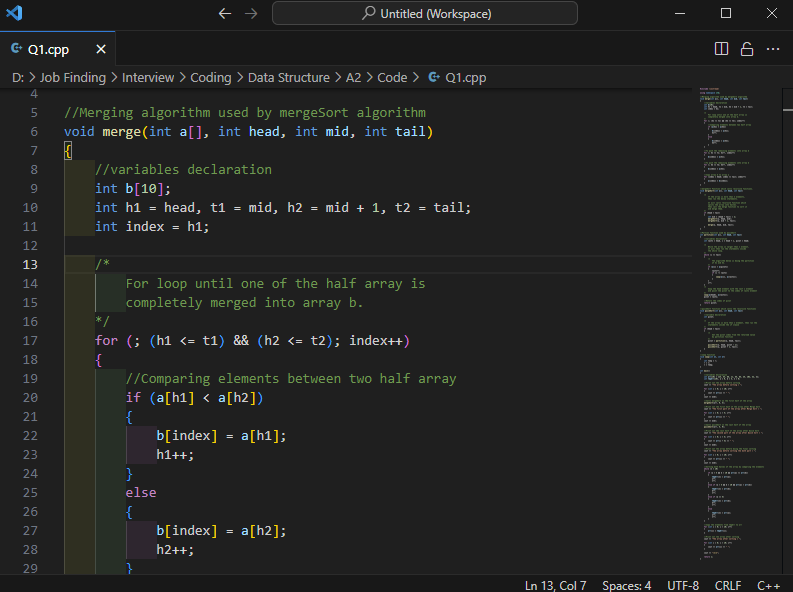 Untitled (Workspace)
Q1.cpp
D: > Job Finding > Interview > Coding > Data Structure > A2 > Code > Q1.cpp
4
5 //Merging algorithm used by mergeSort algorithm
6 void merge(int a[], int head, int mid, int tail)
7 {
8 //variables declaration
9 int b[10];
10 int h1 = head, t1 = mid, h2 = mid + 1, t2 = tail;
11 int index = h1;
12
13 /*
14 For loop until one of the half array is
15 completely merged into array b.
16 */
17 for (; (h1 <= t1) && (h2 <= t2); index++)
18 {
19 //Comparing elements between two half array
20 if (a[h1] < a[h2])
21 {
22 b[index] = a[h1];
23 h1++;
24 }
25 else
26 {
27 b[index] = a[h2];
28 h2++;
29 }
Ln 13, Col 7 Spaces: 4 UTF-8 CRLF C++